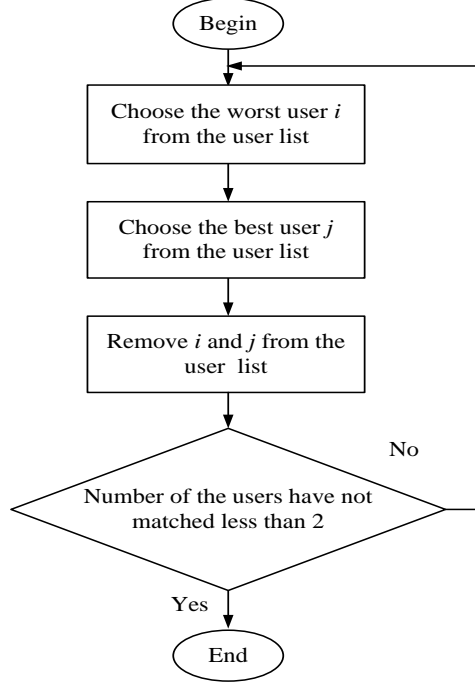 Begin
Choose the worst user i
from the user list
Choose the best user j
from the user list
Remove i and j from the
user list
No
Number of the users have not
matched less than 2
Yes
End